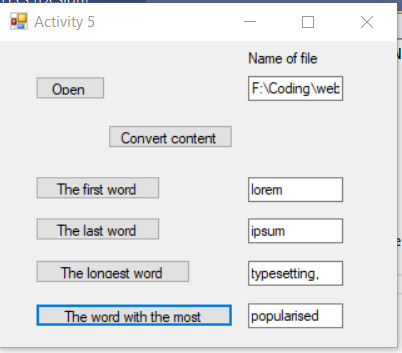 Activity 5
Name of file
Open
F:\Coding\web
Convert content
The first word
lorem
The last word
ipsum
The longest word
typesetting,
The word with the most
popularised